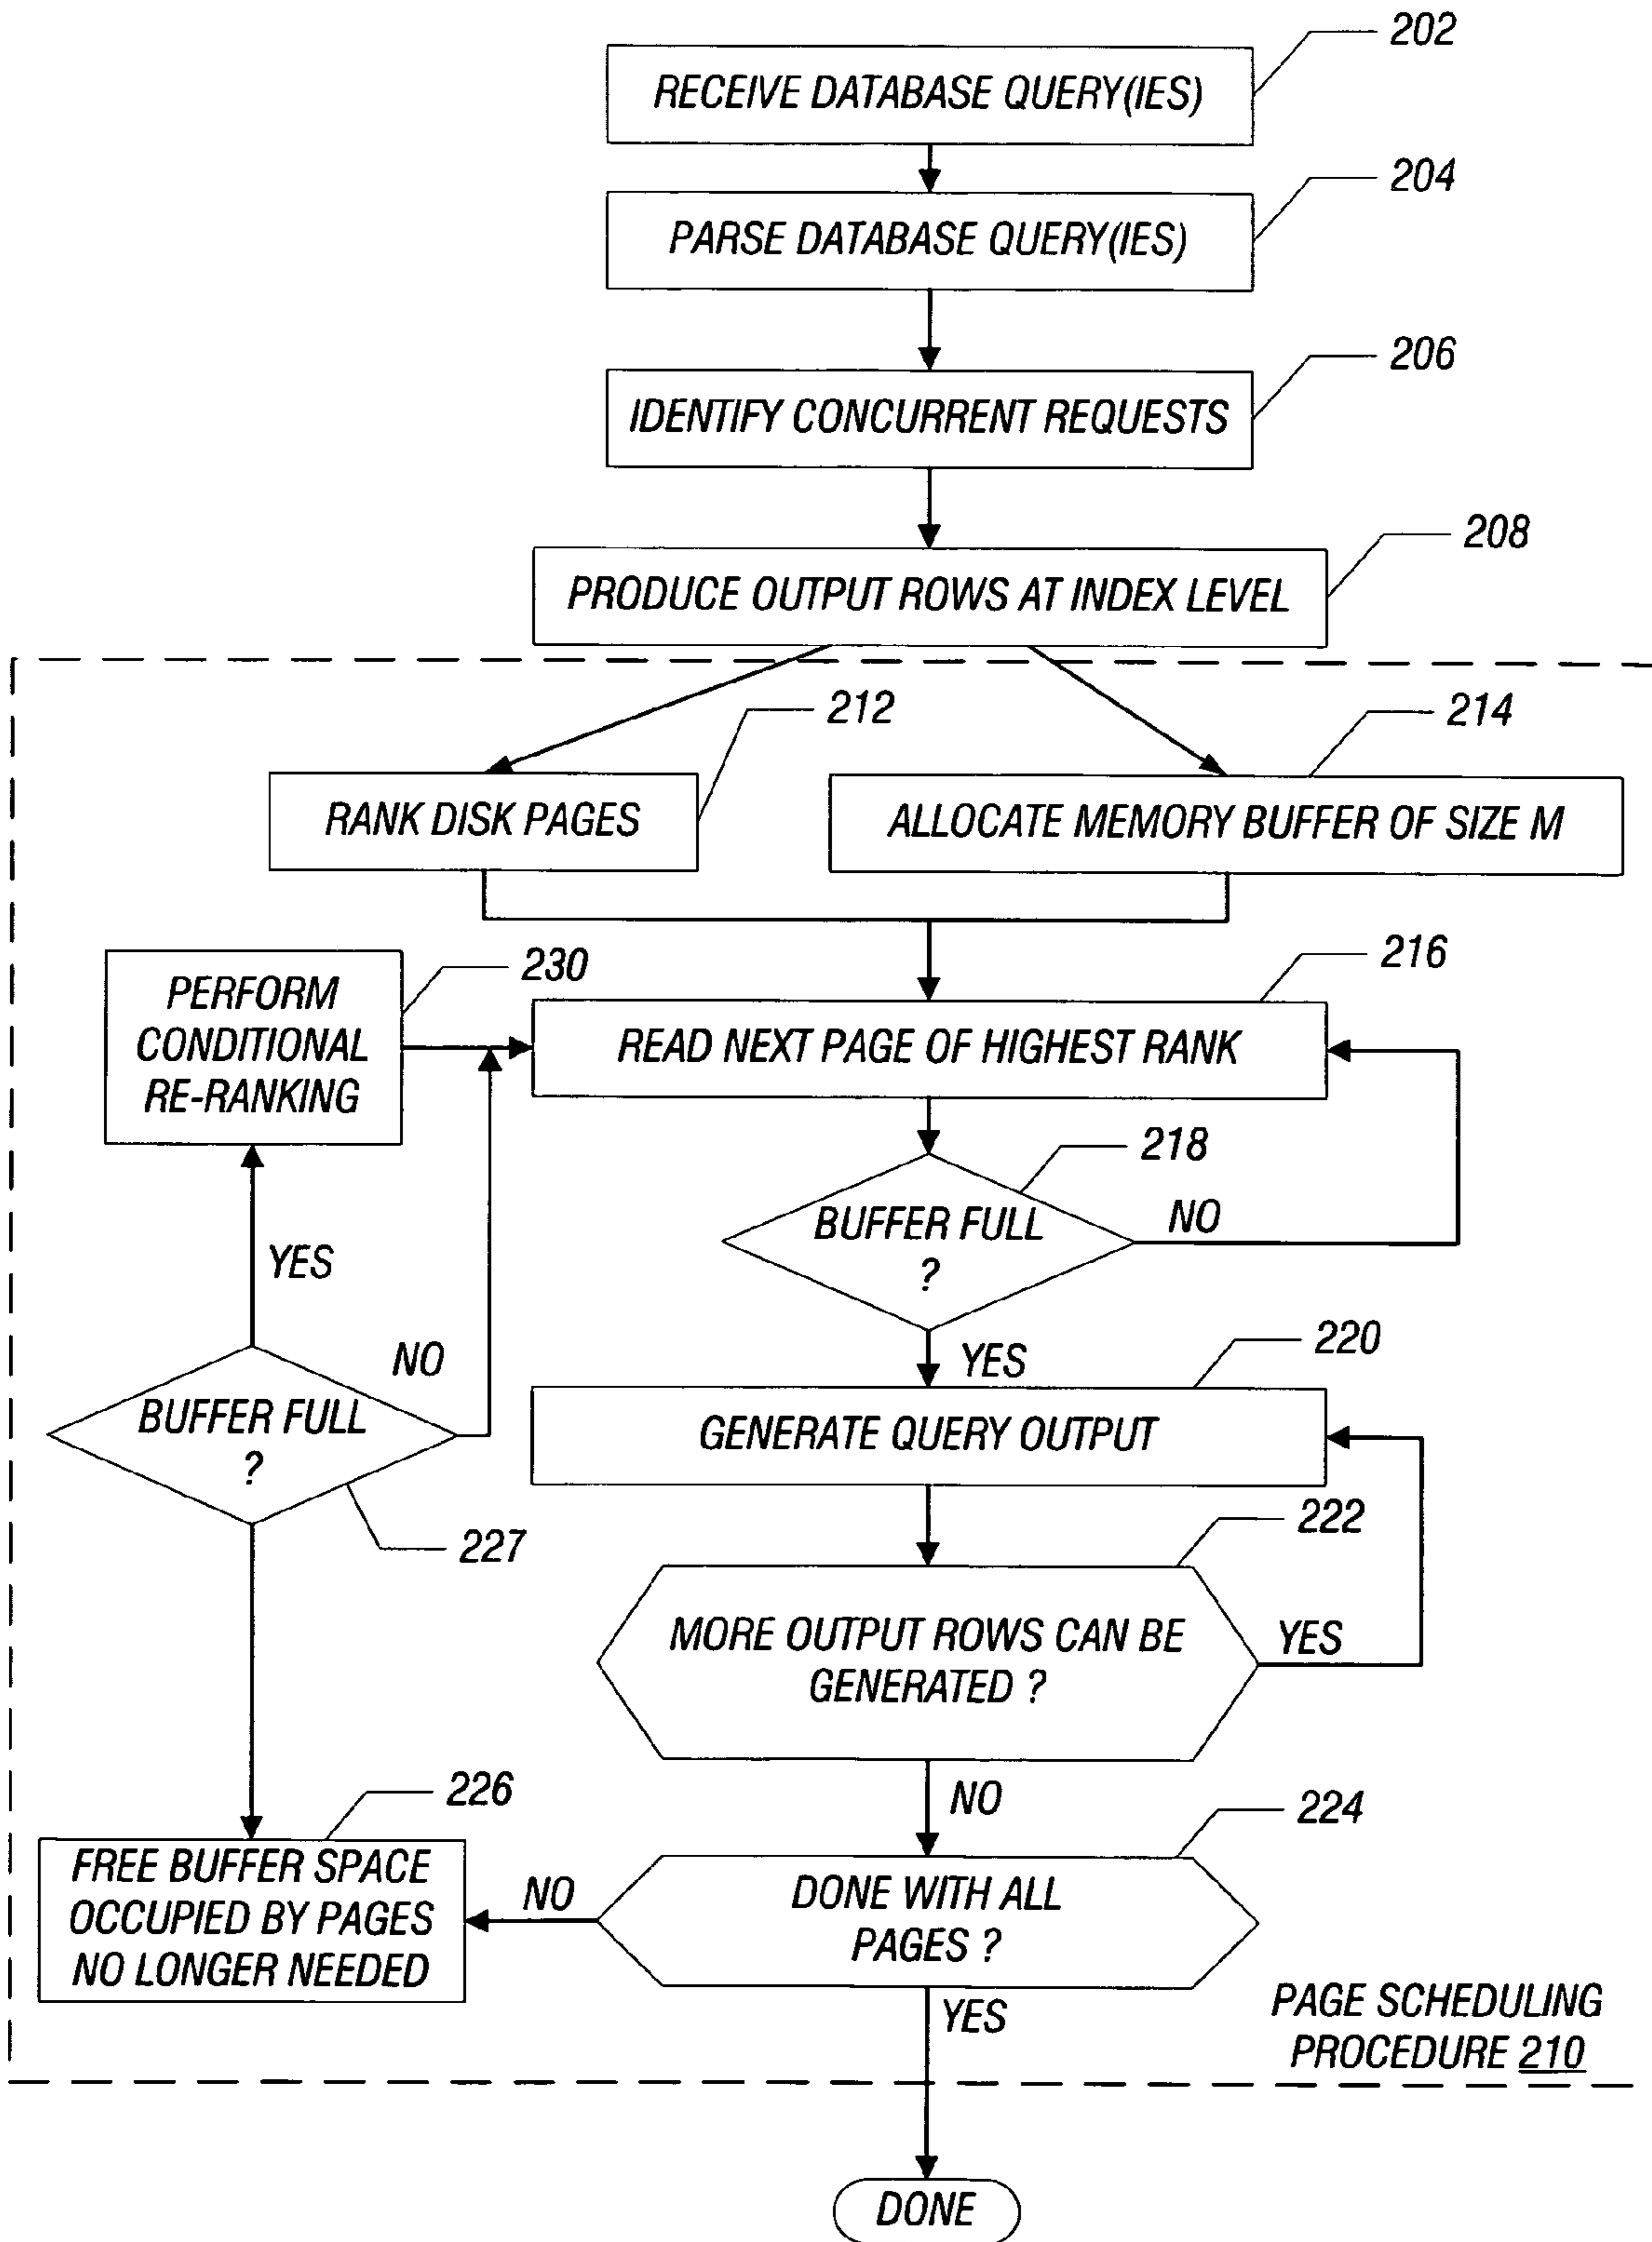 202
RECEIVE DATABASE QUERY(IES)
204
PARSE DATABASE QUERY(IES)
206
IDENTIFY CONCURRENT REQUESTS
208
PRODUCE OUTPUT ROWS AT INDEX LEVEL
212
214
RANK DISK PAGES
ALLOCATE MEMORY BUFFER OF SIZE M
230
216
PERFORM
CONDITIONAL
RE-RANKING
READ NEXT PAGE OF HIGHEST RANK
218
BUFFER FULL
?
NO
YES
YES
220
NO
BUFFER FULL
?
227
GENERATE QUERY OUTPUT
222
MORE OUTPUT ROWS CAN BE
GENERATED ?
YES
NO
226
224
FREE BUFFER SPACE
OCCUPIED BY PAGES
NO LONGER NEEDED
NO
DONE WITH ALL
PAGES ?
YES
PAGE SCHEDULING
PROCEDURE 210
DONE